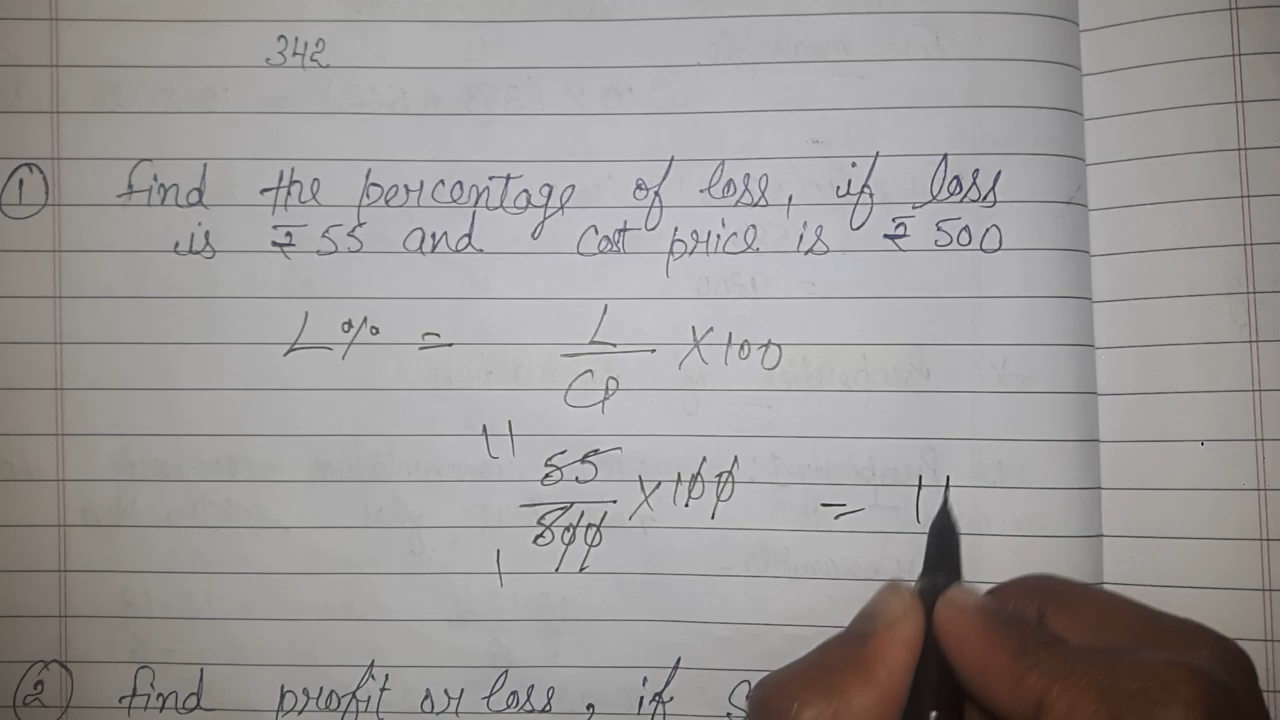 342
① find the percentage of loss, if loss
is ₹ 55 and cost price is ₹ 500
L% = L/CP × 100
11
55/500 × 100 = 11
1
② find profit or loss, if S